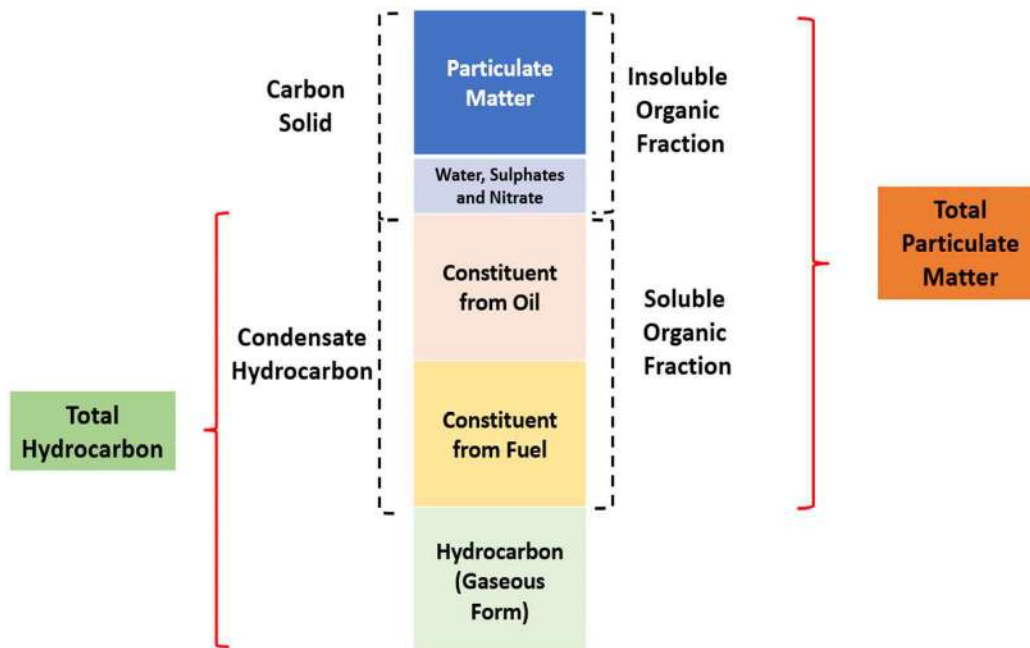 Carbon
Solid
Particulate
Matter
Insoluble
Organic
Fraction
Water, Sulphates
and Nitrate
Total
Particulate
Matter
Constituent
from Oil
Condensate
Hydrocarbon
Soluble
Organic
Fraction
Total
Hydrocarbon
Constituent
from Fuel
Hydrocarbon
(Gaseous
Form)